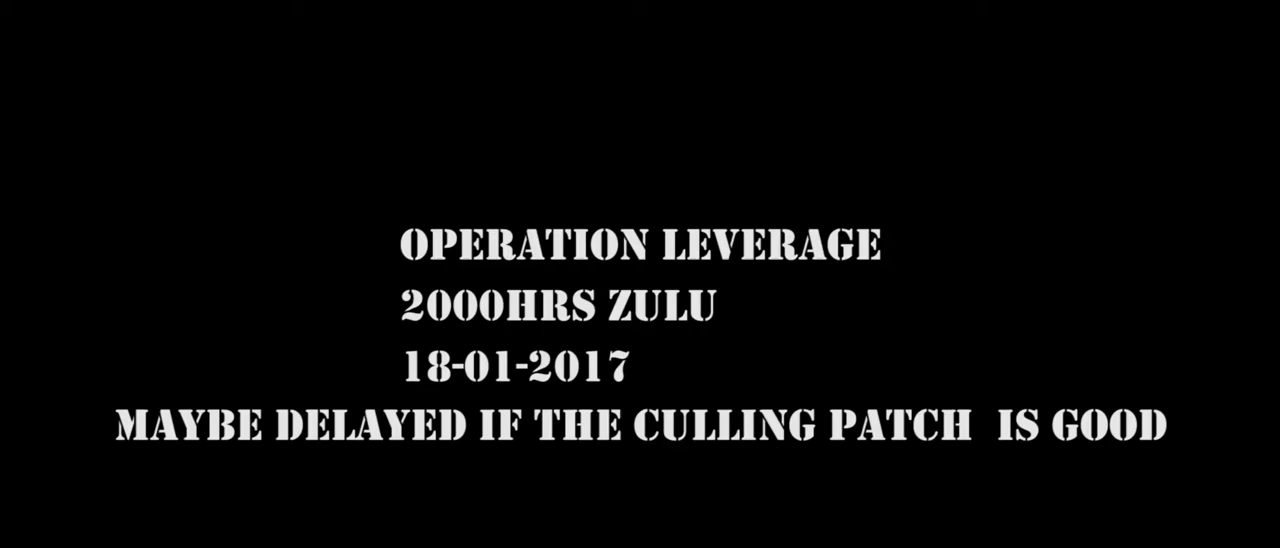 OPERATION LEVERAGE
2000HRS ZULU
18-01-2017
MAYBE DELAYED IF THE CULLING PATCH IS GOOD